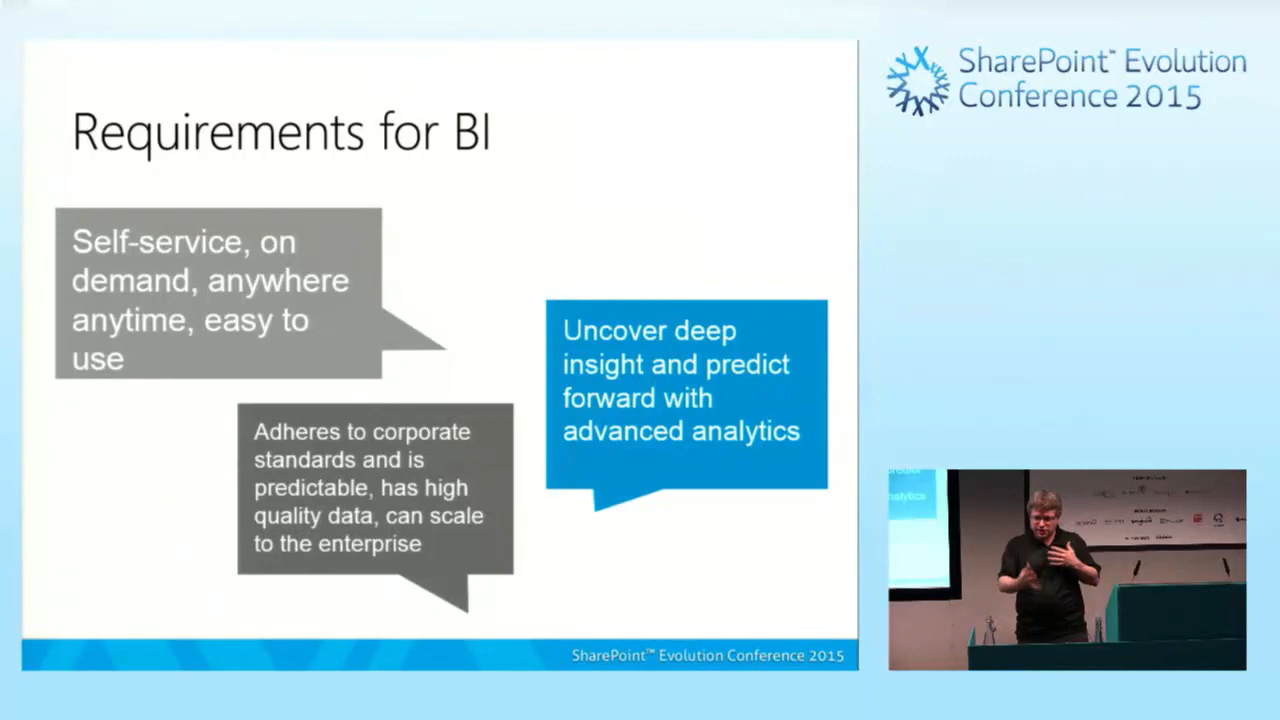 SharePoint™ Evolution
Conference 2015
Requirements for BI
Self-service, on
demand, anywhere
anytime, easy to
use
Uncover deep
insight and predict
forward with
advanced analytics
Adheres to corporate
standards and is
predictable, has high
quality data, can scale
to the enterprise
SharePoint™ Evolution Conference 2015
analytics